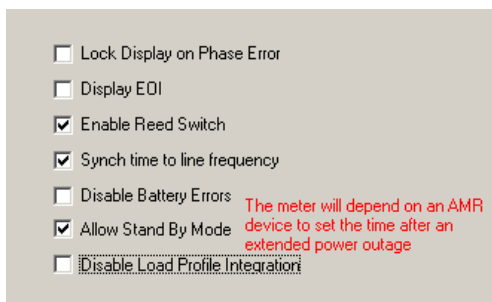 Lock Display on Phase Error
Display EOI
Enable Reed Switch
Synch time to line frequency
Disable Battery Errors
Allow Stand By Mode
The meter will depend on an AMR
device to set the time after an
extended power outage
Disable Load Profile Integration